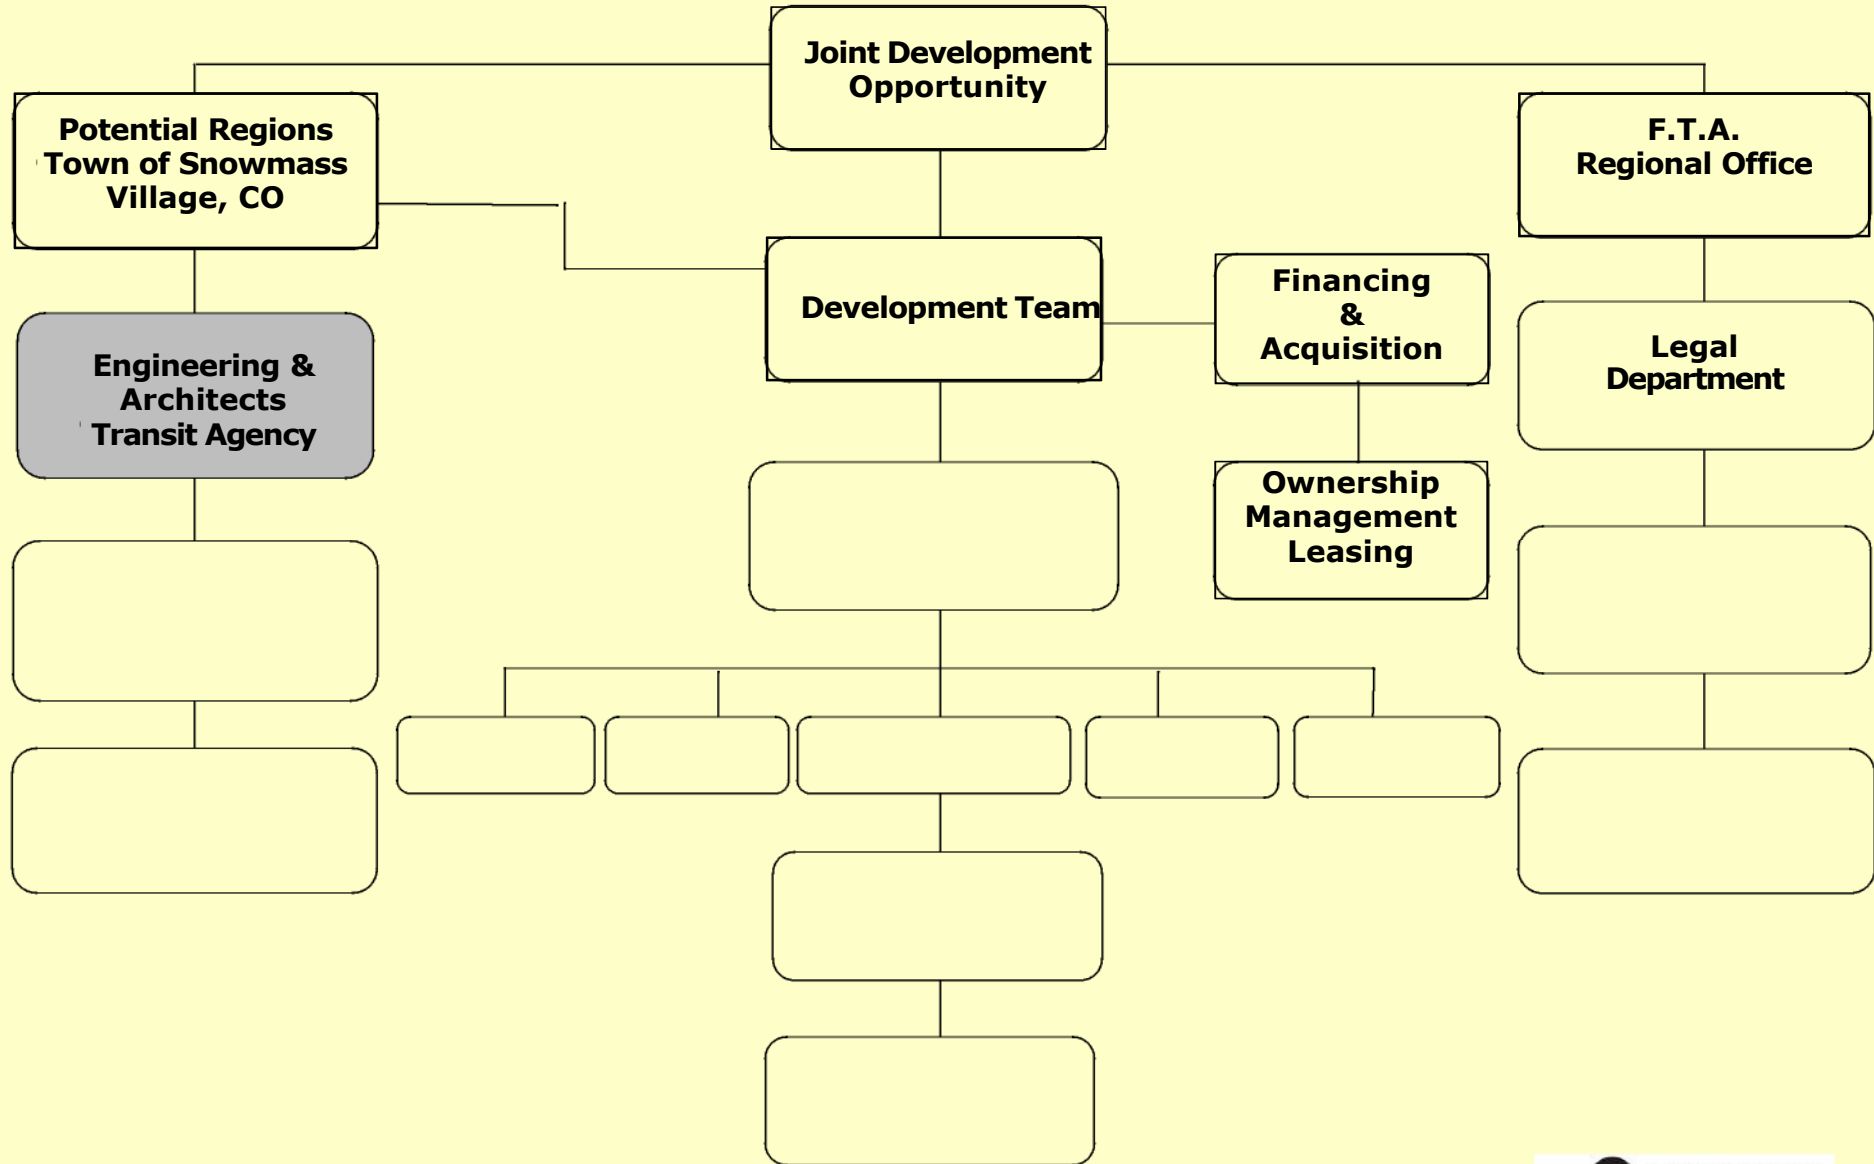 Joint Development
Opportunity
Potential Regions
Town of Snowmass
Village, CO
F.T.A.
Regional Office
Development Team
Financing
&
Acquisition
Engineering &
Architects
Transit Agency
Legal
Department
Ownership
Management
Leasing